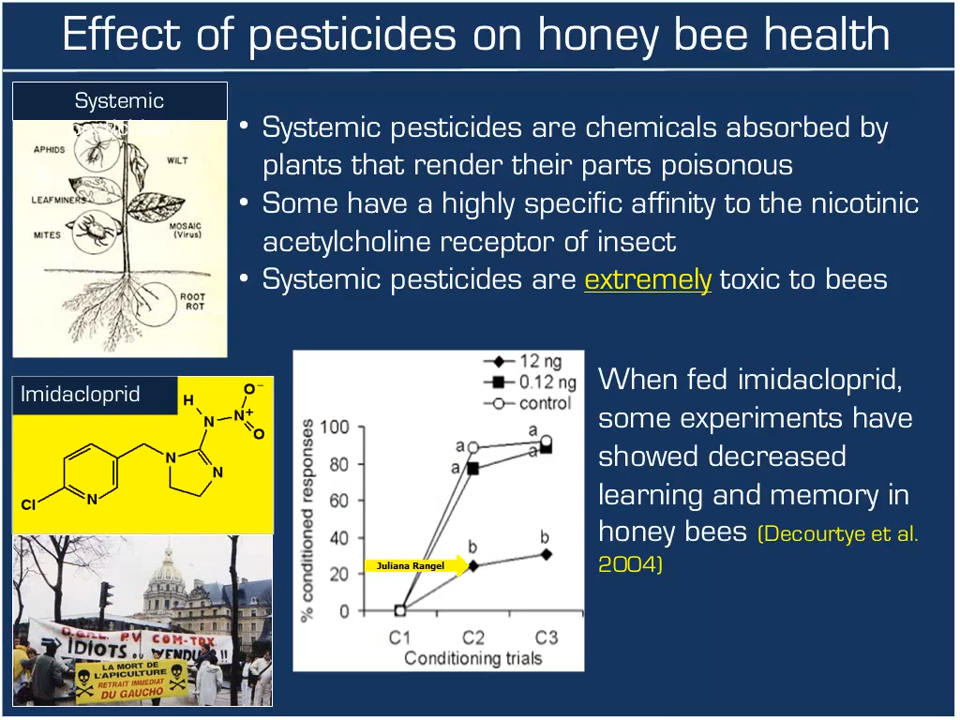 Effect of pesticides on honey bee health
Systemic
APHIDS
WILT
LEAFMINERS
MOSAIC
(Virus)
MITES
ROOT
ROT
• Systemic pesticides are chemicals absorbed by
plants that render their parts poisonous
• Some have a highly specific affinity to the nicotinic
acetylcholine receptor of insect
• Systemic pesticides are extremely toxic to bees
Imidacloprid
H
O⁻
N
N⁺
O
N
N
N
Cl
LA MORT DE
L'APICULTURE
RETRAIT IMMEDIAT
DU GAUCHO
PV COM-TOX
IDIOTS
12 ng
0.12 ng
control
% conditioned responses
100
80
60
40
20
0
a
a
a
a
b
b
Juliana Rangel
C1
C2
C3
Conditioning trials
When fed imidacloprid,
some experiments have
showed decreased
learning and memory in
honey bees (Decourtye et al.
2004)